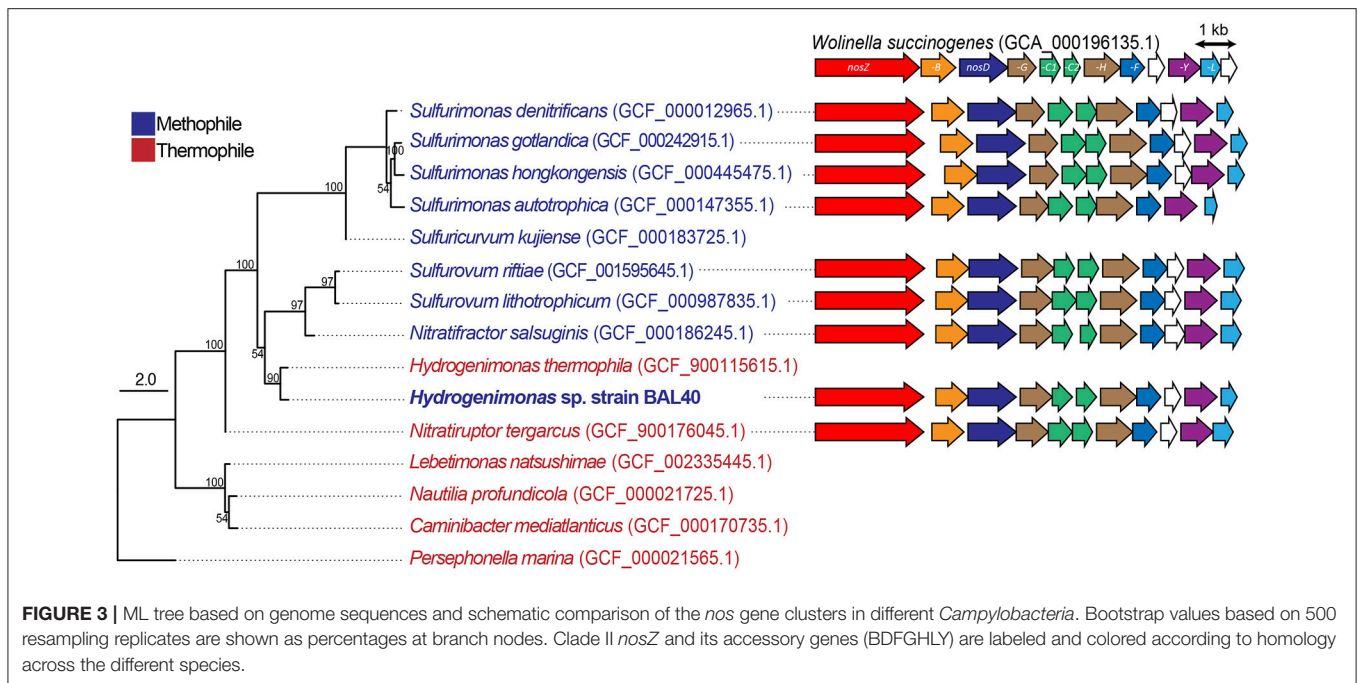 Wolinella succinogenes (GCA_000196135.1)
1 kb
nosZ -B nosD -G -C1 -C2 -H -F -Y -L
Methophile
Thermophile
Sulfurimonas denitrificans (GCF_000012965.1)
Sulfurimonas gotlandica (GCF_000242915.1)
100
Sulfurimonas hongkongensis (GCF_000445475.1)
100
54
Sulfurimonas autotrophica (GCF_000147355.1)
Sulfuricurvum kujiense (GCF_000183725.1)
100
Sulfurovum riftiae (GCF_001595645.1)
97
Sulfurovum lithotrophicum (GCF_000987835.1)
97
Nitratifractor salsuginis (GCF_000186245.1)
100
54
Hydrogenimonas thermophila (GCF_900115615.1)
90
2.0
Hydrogenimonas sp. strain BAL40
Nitratiruptor tergarcus (GCF_900176045.1)
Lebetimonas natsushimae (GCF_002335445.1)
100
Nautilia profundicola (GCF_000021725.1)
54
Caminibacter mediatlanticus (GCF_000170735.1)
Persephonella marina (GCF_000021565.1)
FIGURE 3 | ML tree based on genome sequences and schematic comparison of the nos gene clusters in different Campylobacteria. Bootstrap values based on 500
resampling replicates are shown as percentages at branch nodes. Clade II nosZ and its accessory genes (BDFGHLY) are labeled and colored according to homology
across the different species.